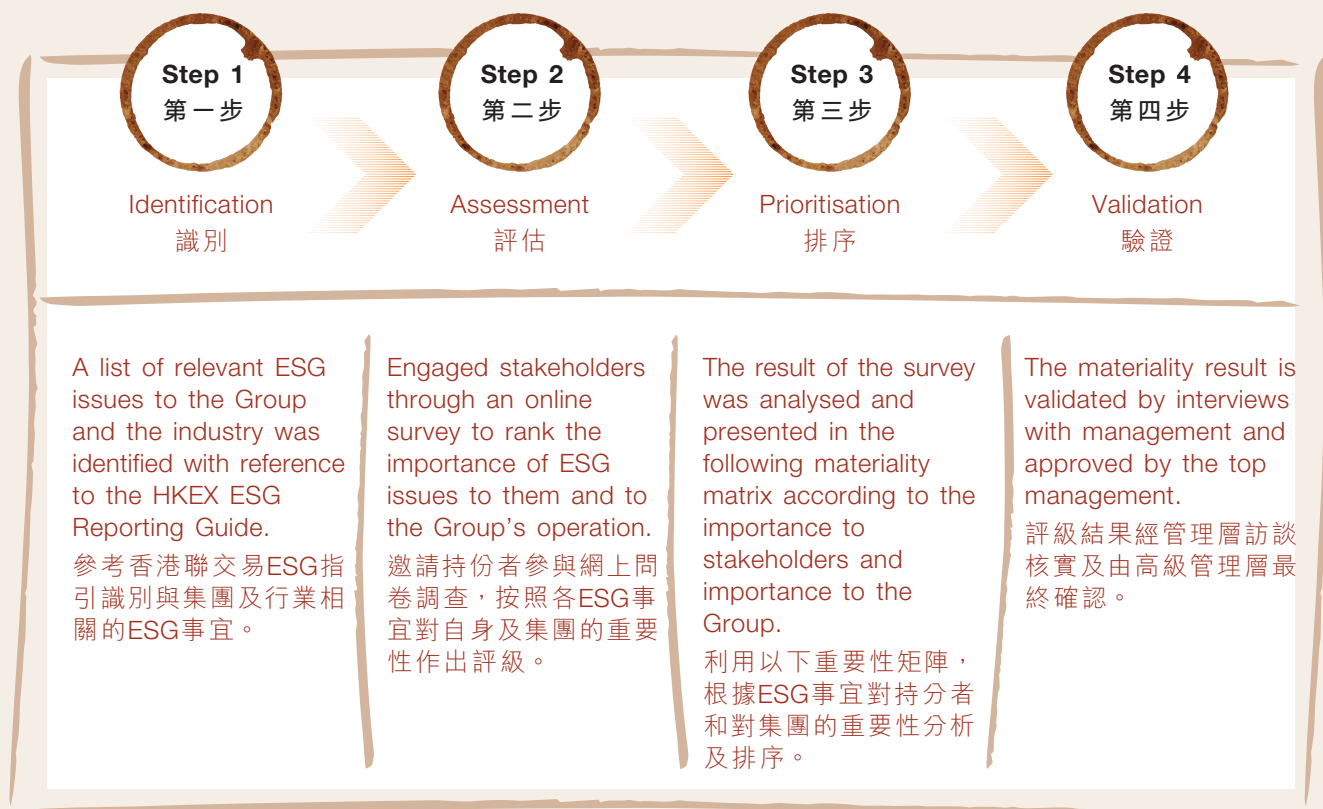 Step 1
第一步
Step 2
第二步
Step 3
第三步
Step 4
第四步
Identification
識別
Assessment
評估
Prioritisation
排序
Validation
驗證
A list of relevant ESG
issues to the Group
and the industry was
identified with reference
to the HKEX ESG
Reporting Guide.
參考香港聯交易ESG指
引識別與集團及行業相
關的ESG事宜。
Engaged stakeholders
through an online
survey to rank the
importance of ESG
issues to them and to
the Group's operation.
邀請持份者參與網上問
卷調查，按照各ESG事
宜對自身及集團的重要
性作出評級。
The result of the survey
was analysed and
presented in the
following materiality
matrix according to the
importance to
stakeholders and
importance to the
Group.
利用以下重要性矩陣，
根據ESG事宜對持分者
和對集團的重要性分析
及排序。
The materiality result is
validated by interviews
with management and
approved by the top
management.
評級結果經管理層訪談
核實及由高級管理層最
終確認。